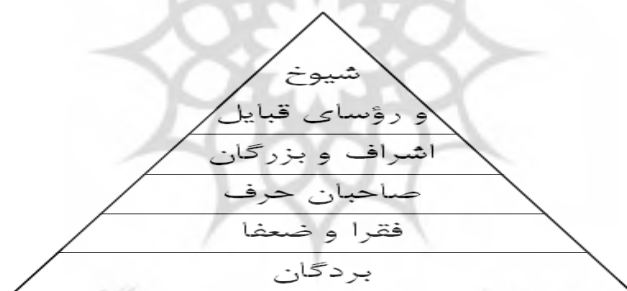 شیوخ
و رؤسای قبایل
اشراف و بزرگان
صاحبان حرف
فقرا و ضعفا
بردگان